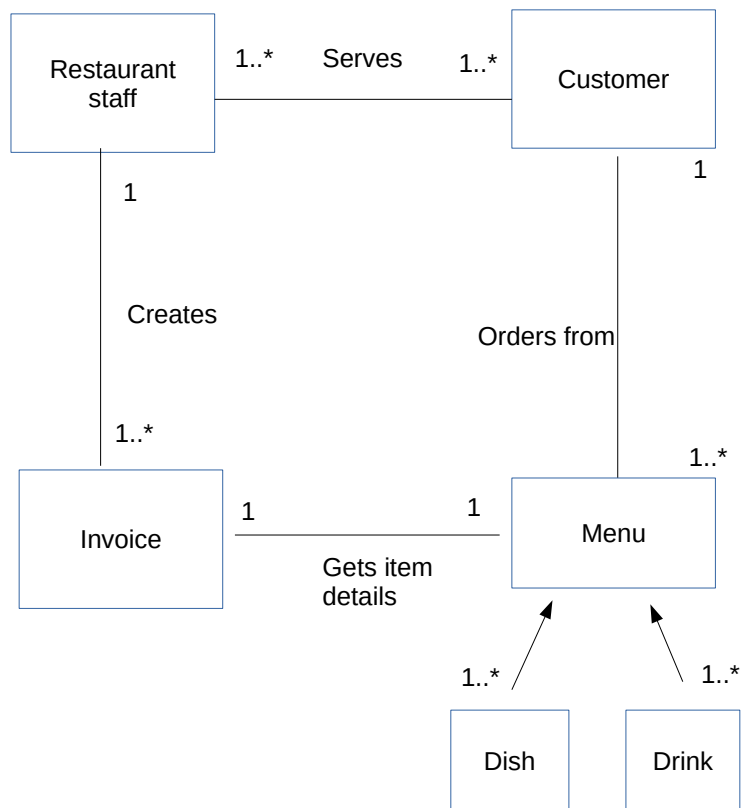 Restaurant
staff
1..*
Serves
1..*
Customer
1
1
Creates
Orders from
1..*
1..*
Invoice
1
1
Menu
Gets item
details
1..*
1..*
Dish
Drink